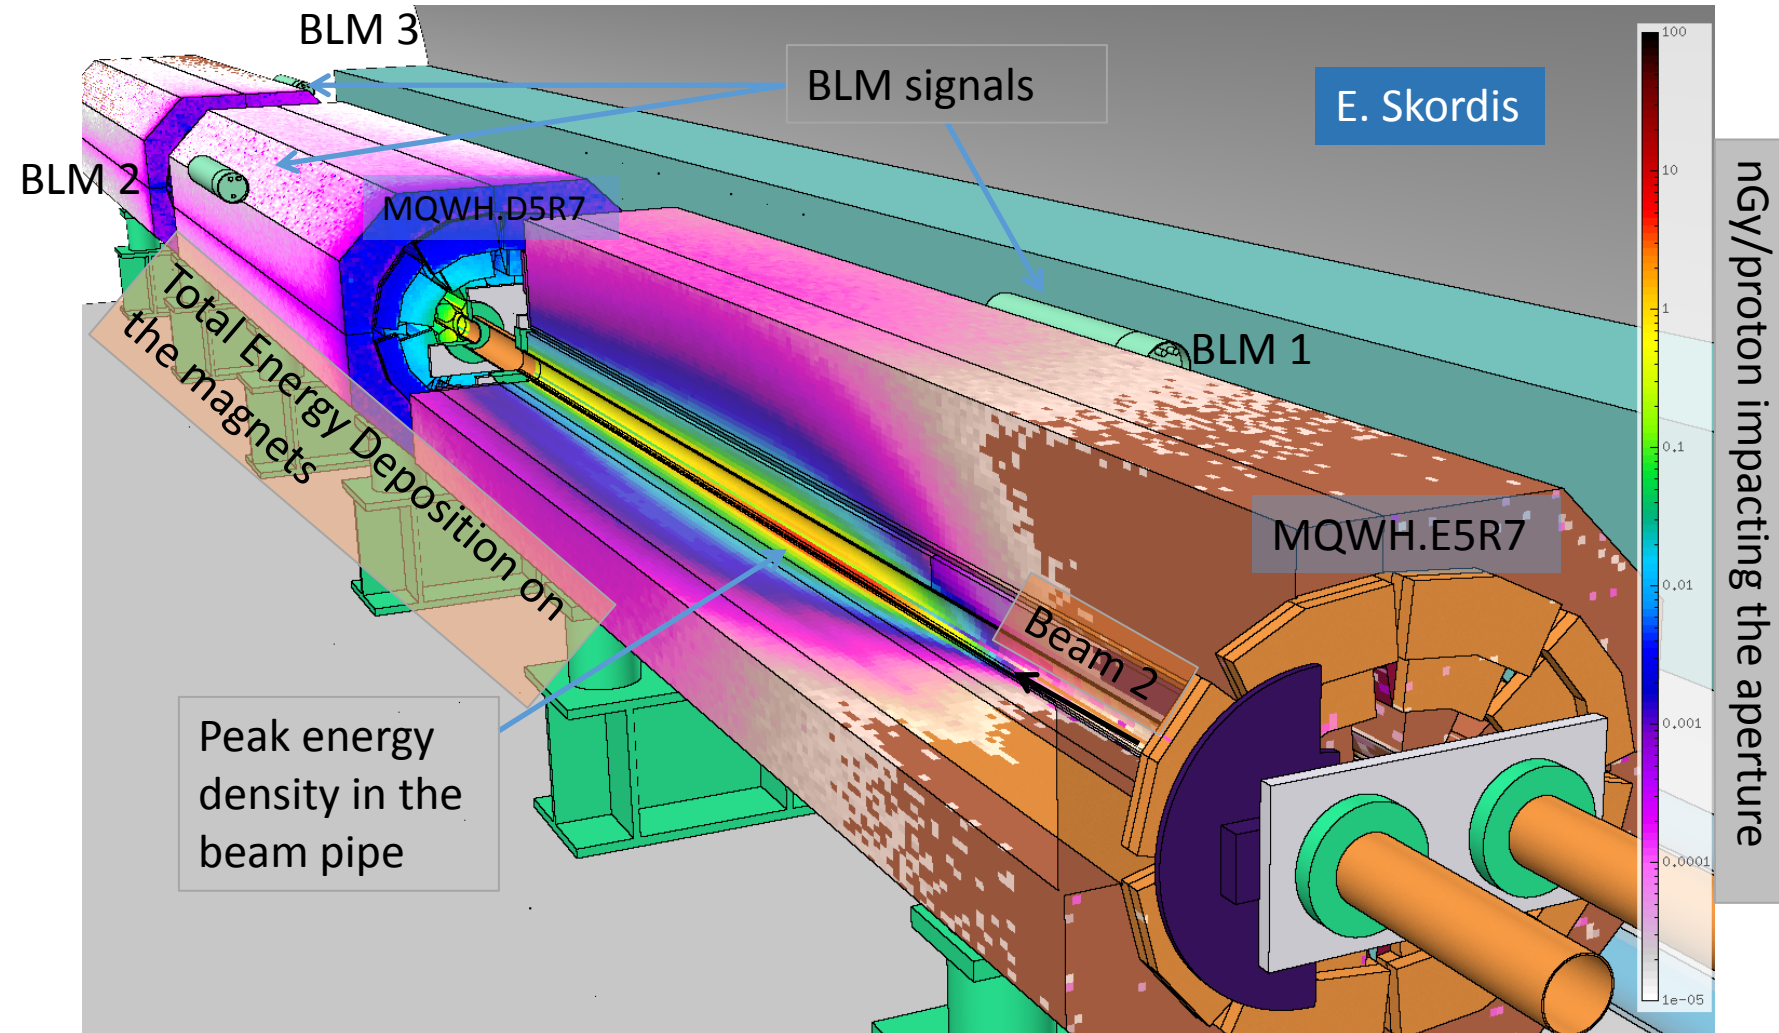 BLM 3
BLM signals
E. Skordis
BLM 2
MQWH.D5R7
Total Energy Deposition on
the magnets
BLM 1
MQWH.E5R7
Beam 2
Peak energy
density in the
beam pipe
100
10
1
0.1
0.01
0.001
0.0001
1e-05
nGy/proton impacting the aperture